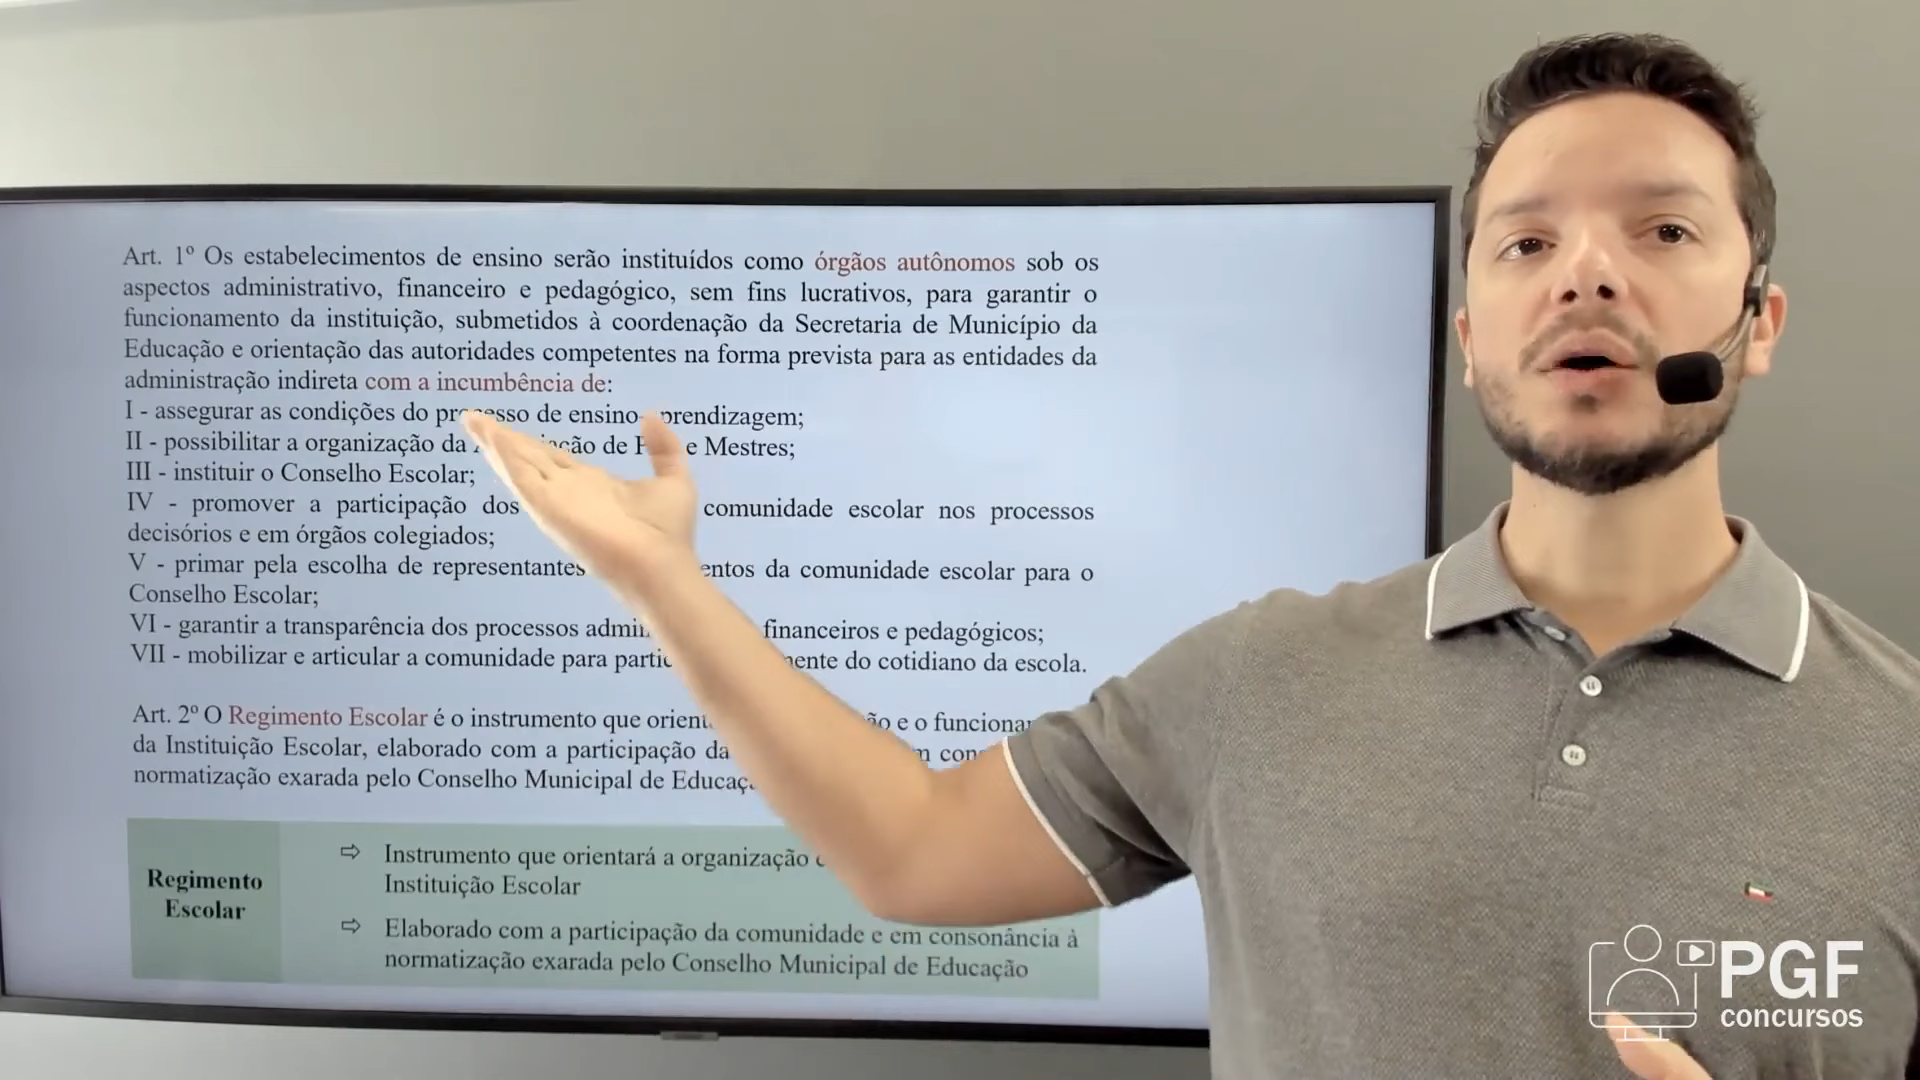 Art. 1º Os estabelecimentos de ensino serão instituídos como órgãos autônomos sob os
aspectos administrativo, financeiro e pedagógico, sem fins lucrativos, para garantir o
funcionamento da instituição, submetidos à coordenação da Secretaria de Município da
Educação e orientação das autoridades competentes na forma prevista para as entidades da
administração indireta com a incumbência de:
I - assegurar as condições do processo de ensino-aprendizagem;
II - possibilitar a organização da de e Mestres;
III - instituir o Conselho Escolar;
IV - promover a participação dos comunidade escolar nos processos
decisórios e em órgãos colegiados;
V - primar pela escolha de representantes da comunidade escolar para o
Conselho Escolar;
VI - garantir a transparência dos processos financeiros e pedagógicos;
VII - mobilizar e articular a comunidade para do cotidiano da escola.
Art. 2º O Regimento Escolar é o instrumento que e o
da Instituição Escolar, elaborado com a participação da
normatização exarada pelo Conselho Municipal de
Regimento
Escolar
⇨ Instrumento que orientará a organização
Instituição Escolar
⇨ Elaborado com a participação da comunidade e em consonância à
normatização exarada pelo Conselho Municipal de Educação
PGF
concursos